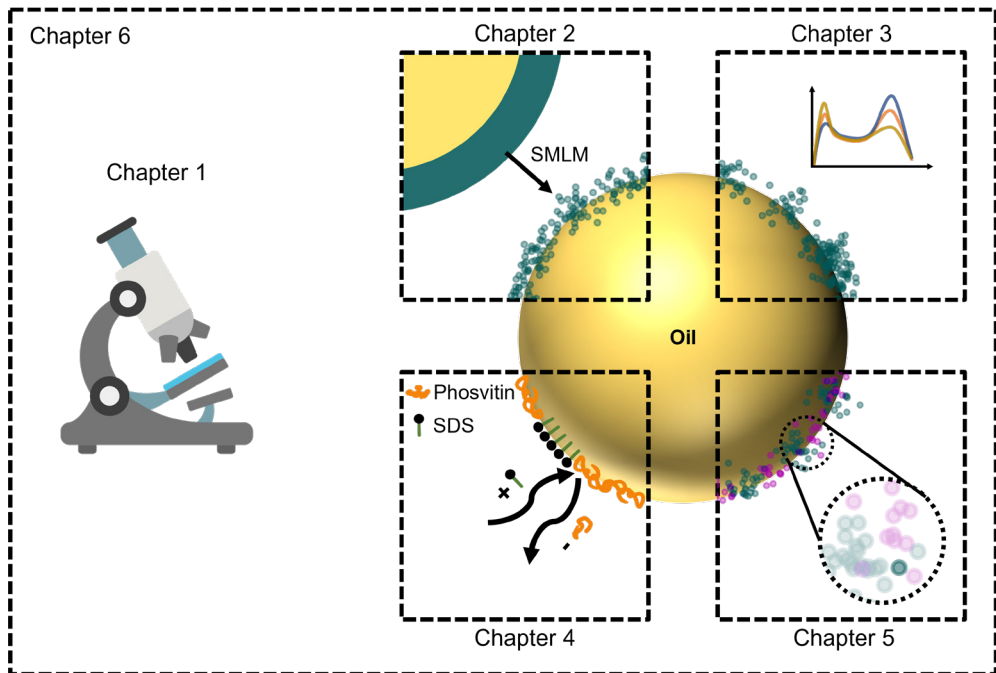 Chapter 6
Chapter 2
Chapter 3
SMLM
Chapter 1
Oil
Phosvitin
SDS
+
-
Chapter 4
Chapter 5